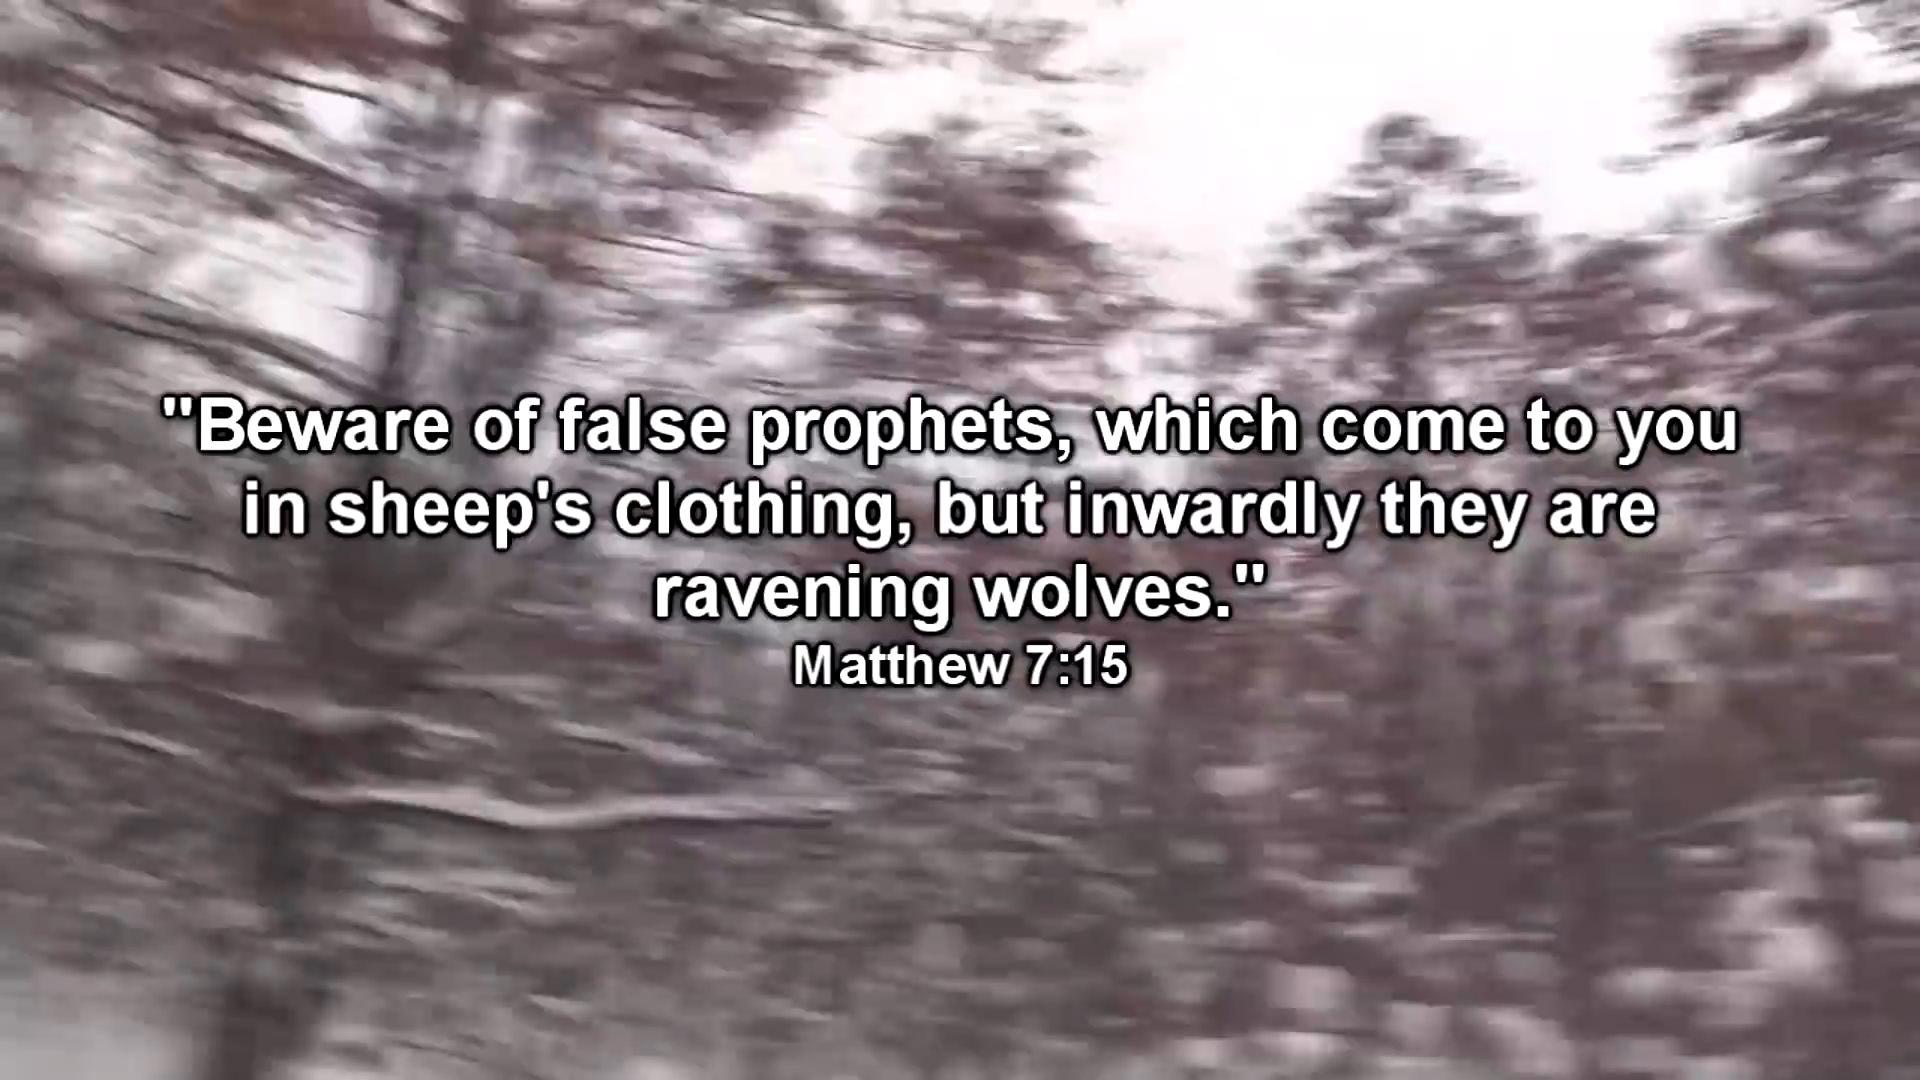 "Beware of false prophets, which come to you
in sheep's clothing, but inwardly they are
ravening wolves."
Matthew 7:15